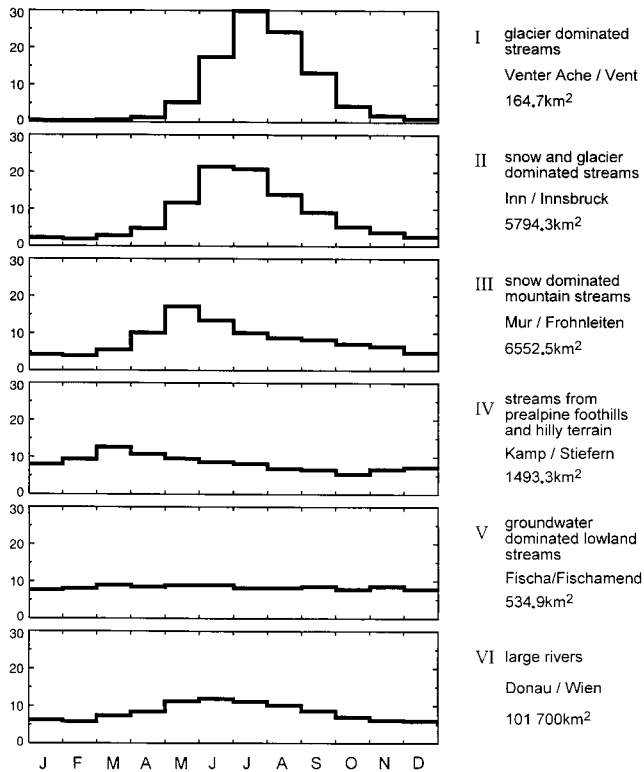 30
20
10
0
I glacier dominated
streams
Venter Ache / Vent
164.7km²
30
20
10
0
II snow and glacier
dominated streams
Inn / Innsbruck
5794.3km²
30
20
10
0
III snow dominated
mountain streams
Mur / Frohnleiten
6552.5km²
30
20
10
0
IV streams from
prealpine foothills
and hilly terrain
Kamp / Stiefern
1493.3km²
30
20
10
0
V groundwater
dominated lowland
streams
Fischa/Fischamend
534.9km²
30
20
10
0
VI large rivers
Donau / Wien
101 700km²
J F M A M J J A S O N D